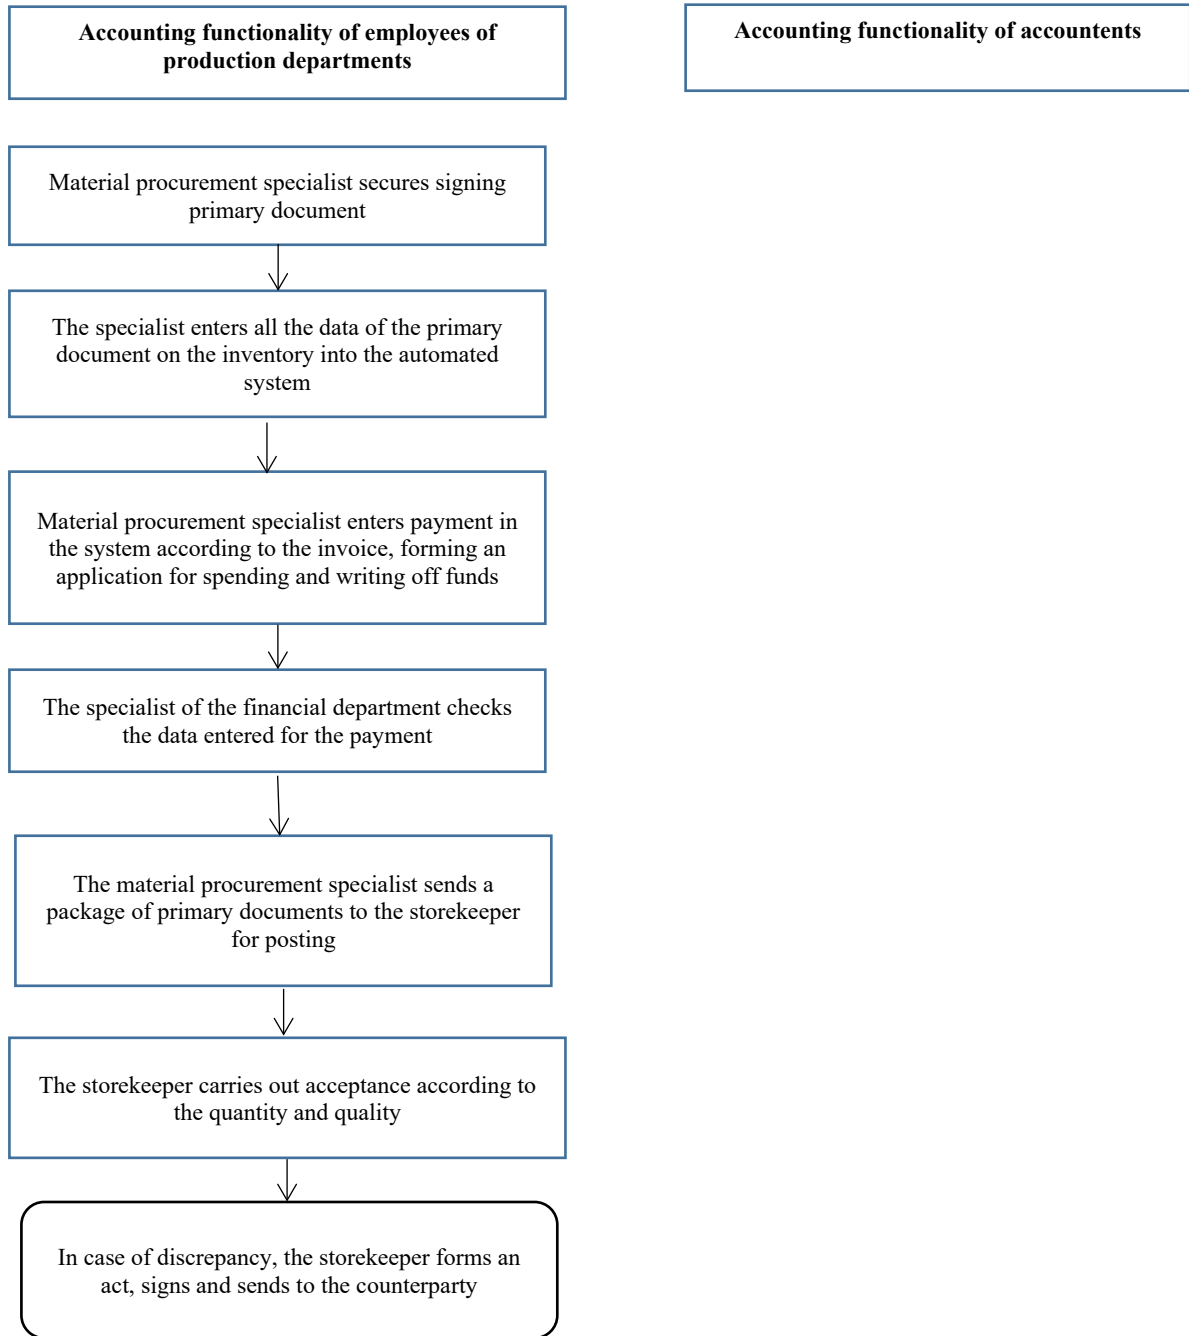 Accounting functionality of employees of
production departments
Accounting functionality of accountents
Material procurement specialist secures signing
primary document
The specialist enters all the data of the primary
document on the inventory into the automated
system
Material procurement specialist enters payment in
the system according to the invoice, forming an
application for spending and writing off funds
The specialist of the financial department checks
the data entered for the payment
The material procurement specialist sends a
package of primary documents to the storekeeper
for posting
The storekeeper carries out acceptance according to
the quantity and quality
In case of discrepancy, the storekeeper forms an
act, signs and sends to the counterparty